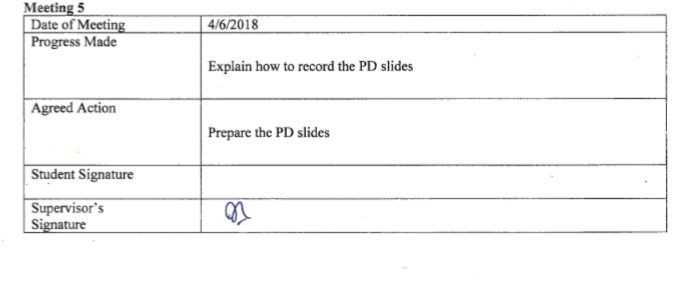 Meeting 5
Date of Meeting 4/6/2018
Progress Made
Explain how to record the PD slides
Agreed Action
Prepare the PD slides
Student Signature
Supervisor's
Signature